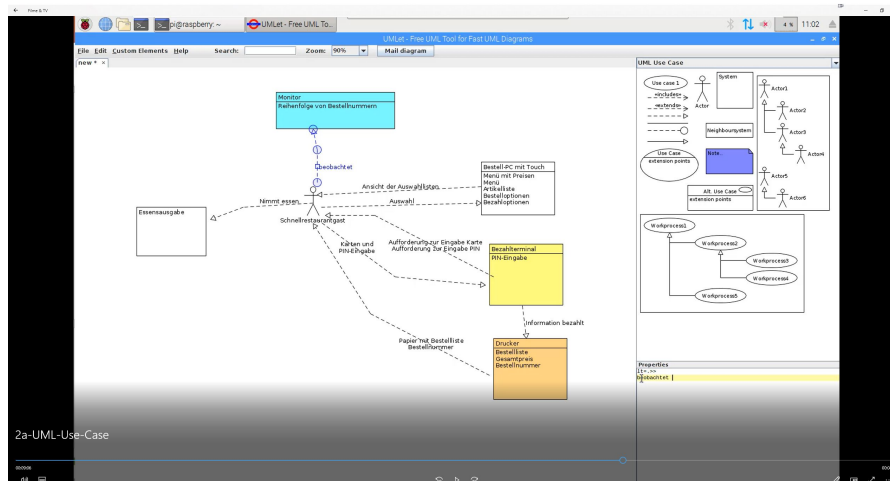 Filme & TV
pi@raspberry: ~
UMLet - Free UML To...
4 %
11:02
UMLet - Free UML Tool for Fast UML Diagrams
File Edit Custom Elements Help
Search:
Zoom: 90%
Mail diagram
new *
UML Use Case
Monitor
Reihenfolge von Bestellnummern
beobachtet
Bestell-PC mit Touch
Menü mit Preisen
Menü
Artikelliste
Bestelloptionen
Bezahloptionen
Ansicht der Auswahllisten
Auswahl
Nimmt essen
Schnellrestaurantgast
Essensausgabe
Karten und
PIN-Eingabe
Aufforderung zur Eingabe Karte
Aufforderung zur Eingabe PIN
Bezahlterminal
PIN-Eingabe
Information bezahlt
Papier mit Bestellliste
Bestellnummer
Drucker
Bestellliste
Gesamtpreis
Bestellnummer
Use case 1
«includes»
«extends»
Actor
System
Actor1
Actor2
Actor3
Actor4
Actor5
Actor6
Neighboursystem
Use Case
extension points
Note..
Alt. Use Case
extension points
Workprocess1
Workprocess2
Workprocess3
Workprocess4
Workprocess5
Properties
lt=.>>
beobachtet
2a-UML-Use-Case